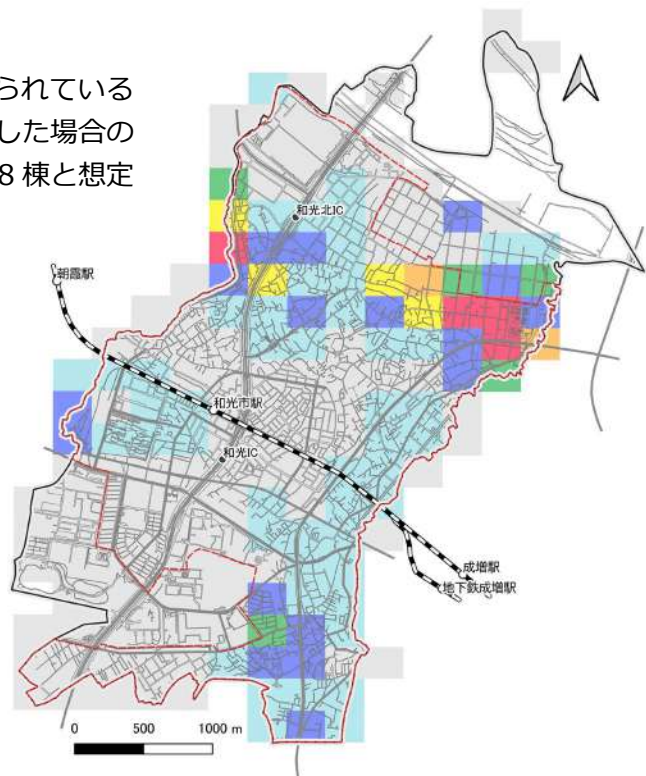 られている
した場合の
8 棟と想定
和光北IC
朝霞駅
和光市駅
和光IC
成増駅
地下鉄成増駅
0 500 1000 m